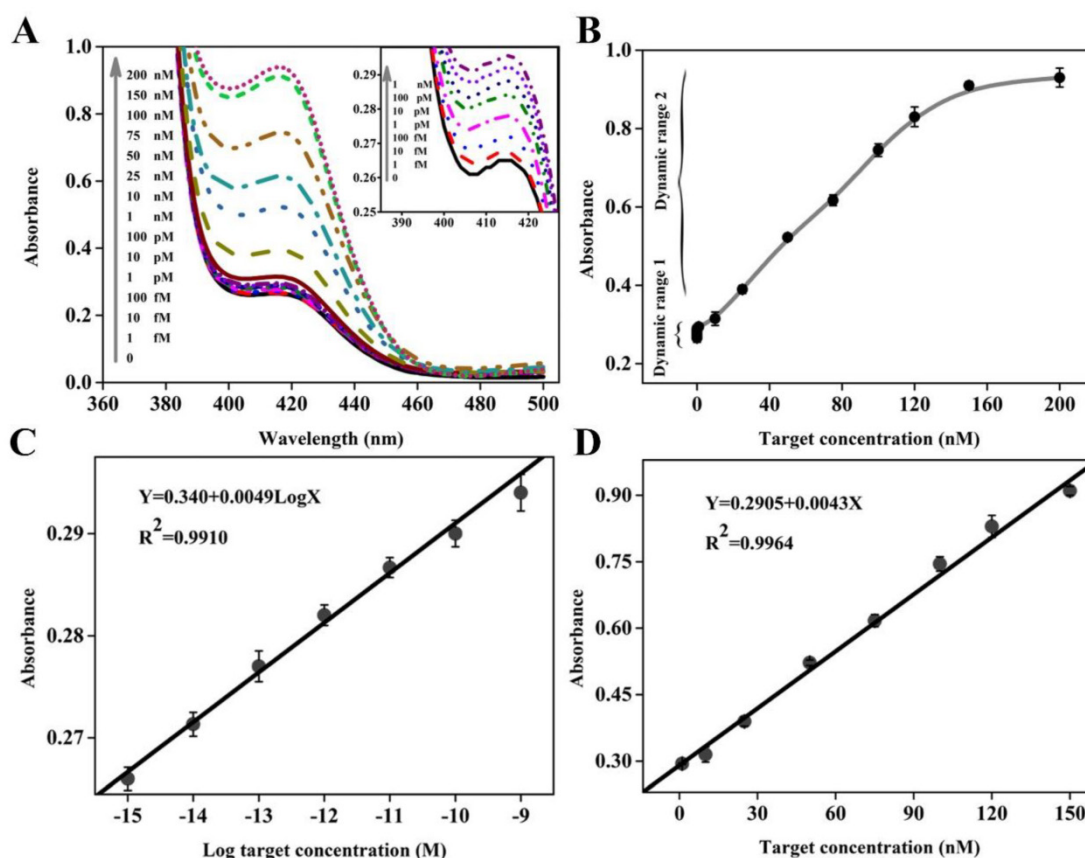 A
Absorbance
1.0
0.8
0.6
0.4
0.2
0.0
200 nM
150 nM
100 nM
75 nM
50 nM
25 nM
10 nM
1 nM
100 pM
10 pM
1 pM
100 fM
10 fM
1 fM
0
0.29
0.28
0.27
0.26
0.25
1 nM
100 pM
10 pM
1 pM
100 fM
10 fM
1 fM
0
390 400 410 420
360 380 400 420 440 460 480 500
Wavelength (nm)
B
Absorbance
1.0
0.8
0.6
0.4
0.2
Dynamic range 2
Dynamic range 1
0 40 80 120 160 200
Target concentration (nM)
C
Absorbance
0.29
0.28
0.27
Y=0.340+0.0049LogX
R2=0.9910
-15 -14 -13 -12 -11 -10 -9
Log target concentration (M)
D
Absorbance
0.90
0.75
0.60
0.45
0.30
Y=0.2905+0.0043X
R2=0.9964
0 30 60 90 120 150
Target concentration (nM)